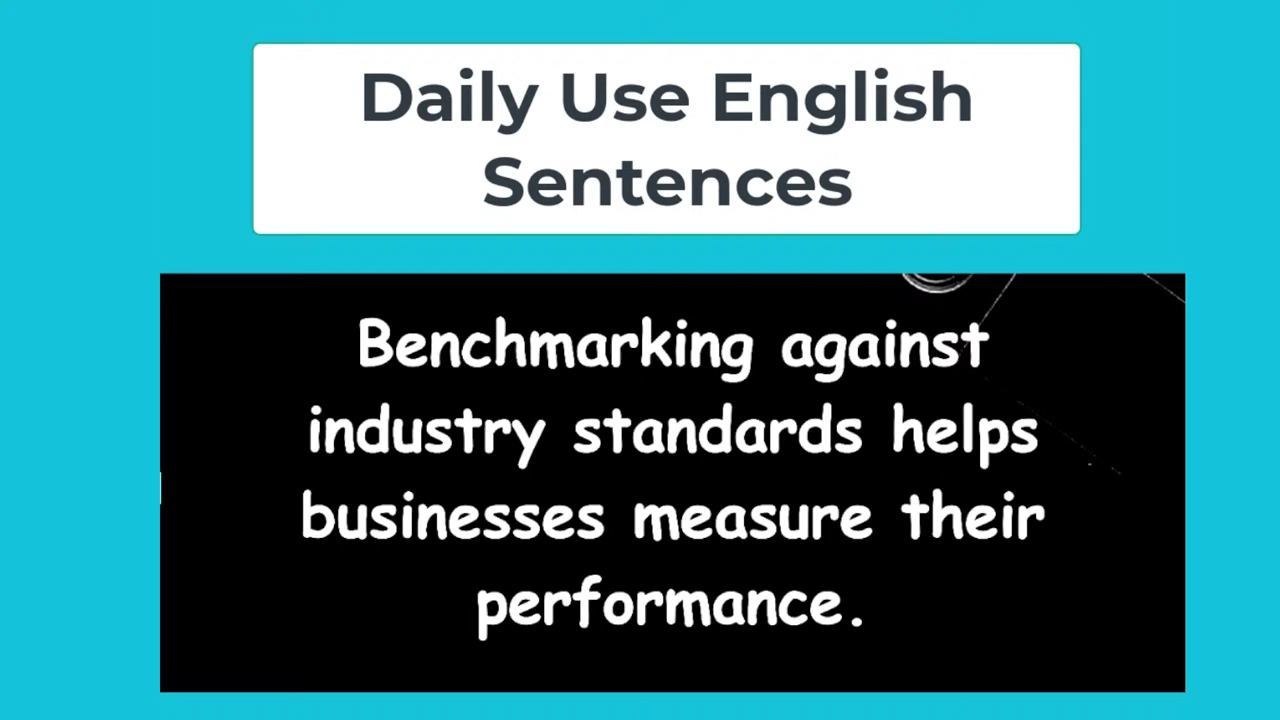 Daily Use English
Sentences
Benchmarking against
industry standards helps
businesses measure their
performance.